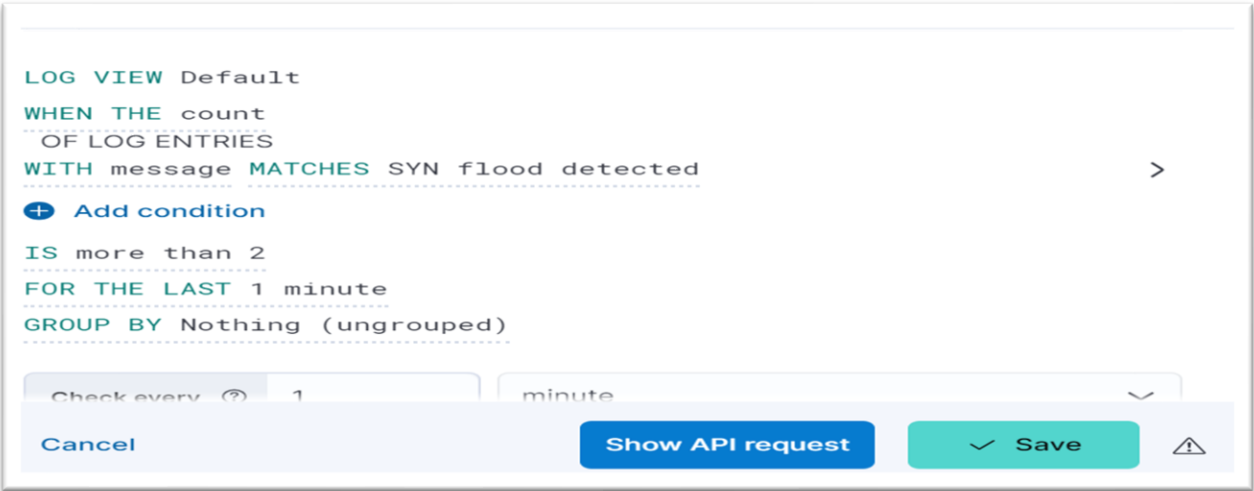 LOG VIEW Default
WHEN THE count
OF LOG ENTRIES
WITH message MATCHES SYN flood detected
Add condition
IS more than 2
FOR THE LAST 1 minute
GROUP BY Nothing (ungrouped)
Check every 1 minute
Cancel Show API request Save